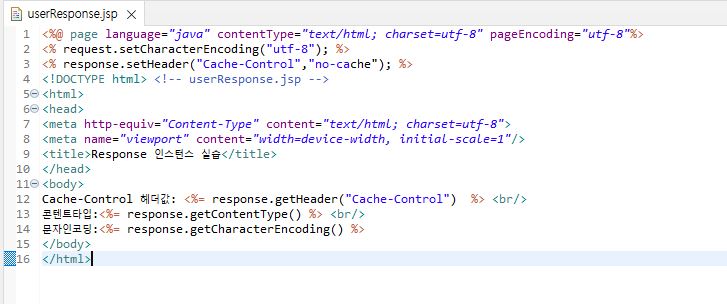 userResponse.jsp
1 <%@ page language="java" contentType="text/html; charset=utf-8" pageEncoding="utf-8"%>
2 <% request.setCharacterEncoding("utf-8"); %>
3 <% response.setHeader("Cache-Control","no-cache"); %>
4 <!DOCTYPE html> <!-- userResponse.jsp -->
5 <html>
6 <head>
7 <meta http-equiv="Content-Type" content="text/html; charset=utf-8">
8 <meta name="viewport" content="width=device-width, initial-scale=1"/>
9 <title>Response 인스턴스 실습</title>
10 </head>
11 <body>
12 Cache-Control 헤더값: <%= response.getHeader("Cache-Control")  %> <br/>
13 콘텐트타입:<%= response.getContentType() %> <br/>
14 문자인코딩:<%= response.getCharacterEncoding() %>
15 </body>
16 </html>